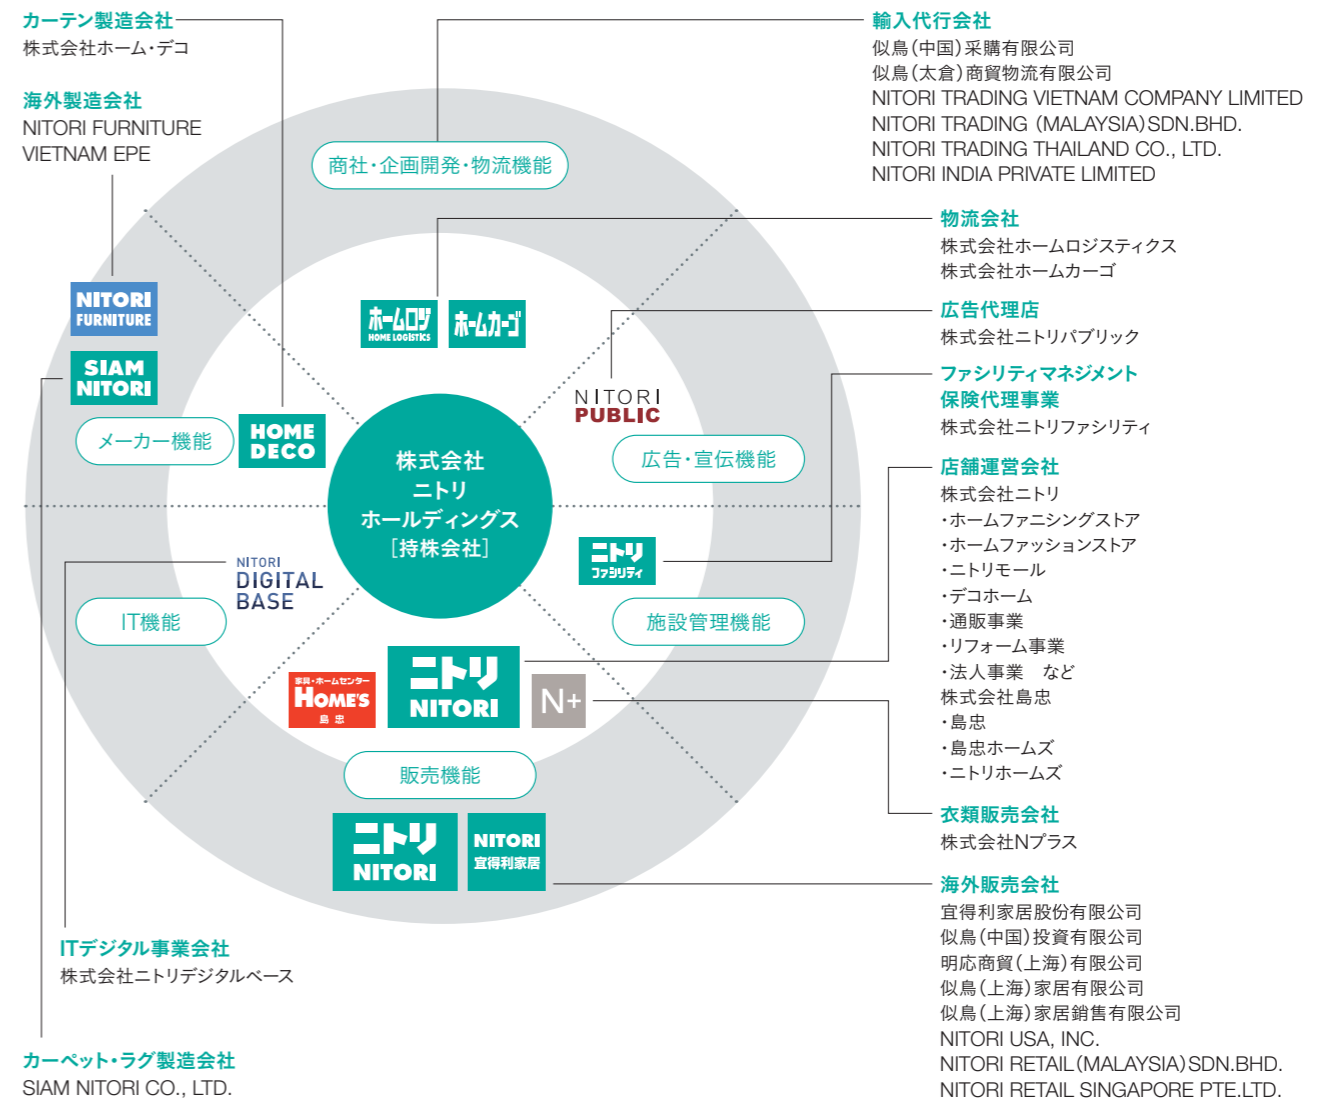 カーテン製造会社
株式会社ホーム・デコ
海外製造会社
NITORI FURNITURE
VIETNAM EPE
輸入代行会社
似鳥（中国）采購有限公司
似鳥（太倉）商貿物流有限公司
NITORI TRADING VIETNAM COMPANY LIMITED
NITORI TRADING (MALAYSIA)SDN.BHD.
NITORI TRADING THAILAND CO., LTD.
NITORI INDIA PRIVATE LIMITED
商社・企画開発・物流機能
物流会社
株式会社ホームロジスティクス
株式会社ホームカーゴ
NITORI
FURNITURE
ホームロジ
HOME LOGISTICS
ホームカーゴ
広告代理店
株式会社ニトリパブリック
SIAM
NITORI
NITORI
PUBLIC
ファシリティマネジメント
保険代理事業
株式会社ニトリファシリティ
メーカー機能
HOME
DECO
広告・宣伝機能
株式会社
ニトリ
ホールディングス
［持株会社］
店舗運営会社
株式会社ニトリ
・ホームファニシングストア
・ホームファッションストア
・ニトリモール
・デコホーム
・通販事業
・リフォーム事業
・法人事業　など
株式会社島忠
・島忠
・島忠ホームズ
・ニトリホームズ
NITORI
DIGITAL
BASE
ニトリ
ファシリティ
IT機能
施設管理機能
家具・ホームセンター
HOME'S
島忠
ニトリ
NITORI
N+
販売機能
衣類販売会社
株式会社Nプラス
ニトリ
NITORI
NITORI
宜得利家居
海外販売会社
宜得利家居股份有限公司
似鳥（中国）投資有限公司
明応商貿（上海）有限公司
似鳥（上海）家居有限公司
似鳥（上海）家居銷售有限公司
NITORI USA, INC.
NITORI RETAIL(MALAYSIA)SDN.BHD.
NITORI RETAIL SINGAPORE PTE.LTD.
ITデジタル事業会社
株式会社ニトリデジタルベース
カーペット・ラグ製造会社
SIAM NITORI CO., LTD.